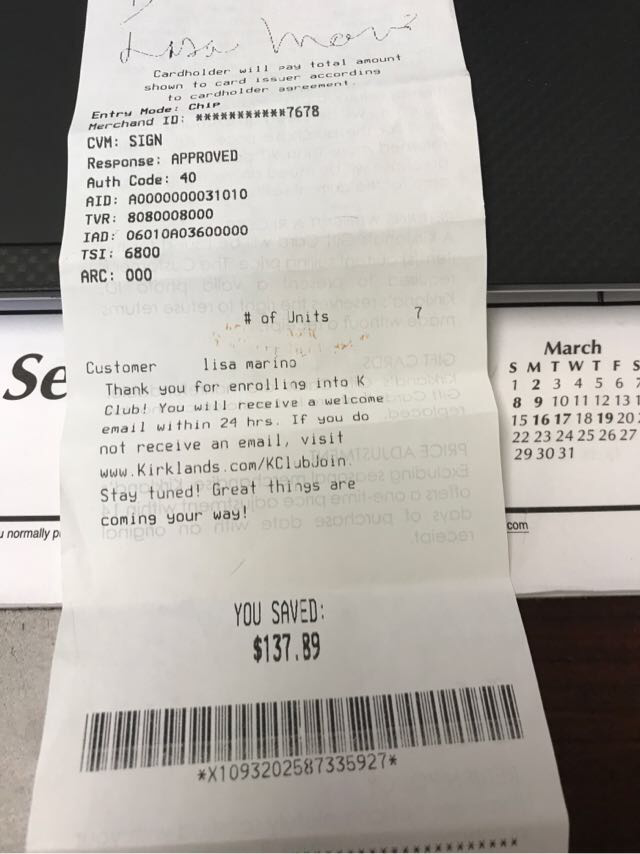 Lisa Mari
Cardholder will pay total amount
shown to card issuer according
to cardholder agreement.
Entry Mode: Chip
Merchand ID: ***********7678
CVM: SIGN
Response: APPROVED
Auth Code: 40
AID: A0000000031010
TVR: 8080008000
IAD: 06010A03600000
TSI: 6800
ARC: 000
# of Units 7
Customer lisa marino
Thank you for enrolling into K
Club! You will receive a welcome
email within 24 hrs. If you do
not receive an email, visit
www.Kirklands.com/KClubJoin.
Stay tuned! Great things are
coming your way!
YOU SAVED:
$137.89
*X1093202587335927*
Se
u normally p
March
S M T W T F S
1 2 3 4 5 6 7
8 9 10 11 12 13
15 16 17 18 19 20
22 23 24 25 26 27
29 30 31
com